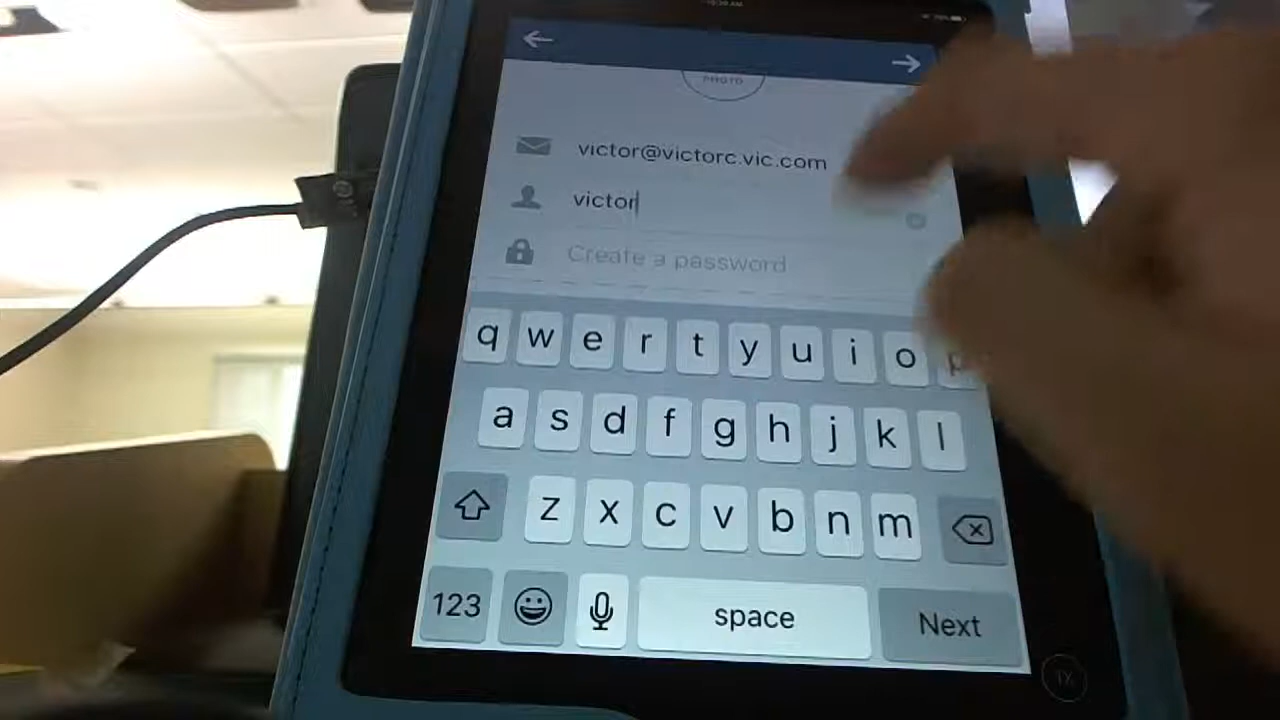 PHOTO
victor@victorc.vic.com
victor
Create a password
q w e r t y u i o p
a s d f g h j k l
z x c v b n m
123 space Next